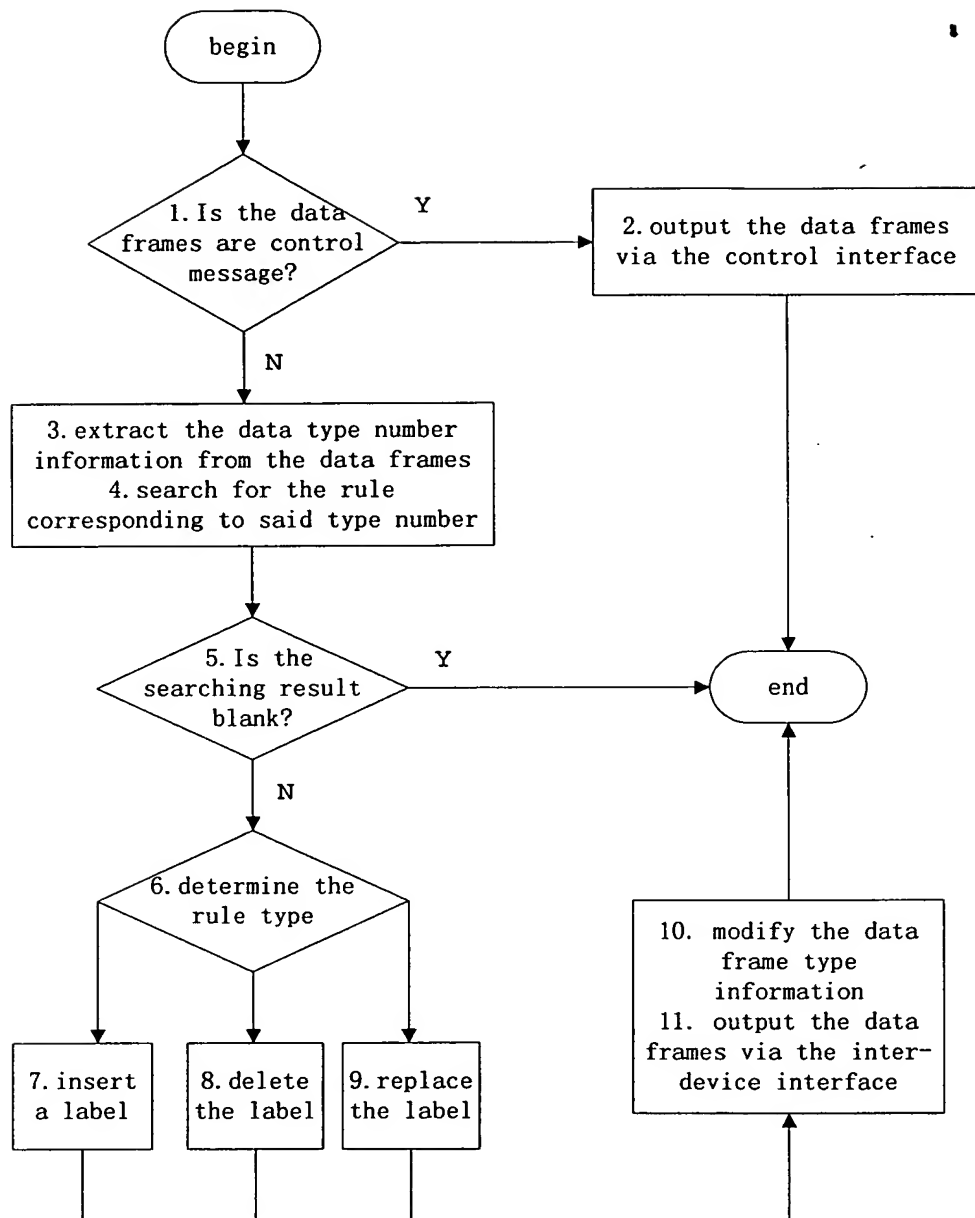 begin
1. Is the data
frames are control
message?
Y
2. output the data frames
via the control interface
N
3. extract the data type number
information from the data frames
4. search for the rule
corresponding to said type number
5. Is the
searching result
blank?
Y
end
N
6. determine the
rule type
7. insert
a label
8. delete
the label
9. replace
the label
10. modify the data
frame type
information
11. output the data
frames via the inter-
device interface